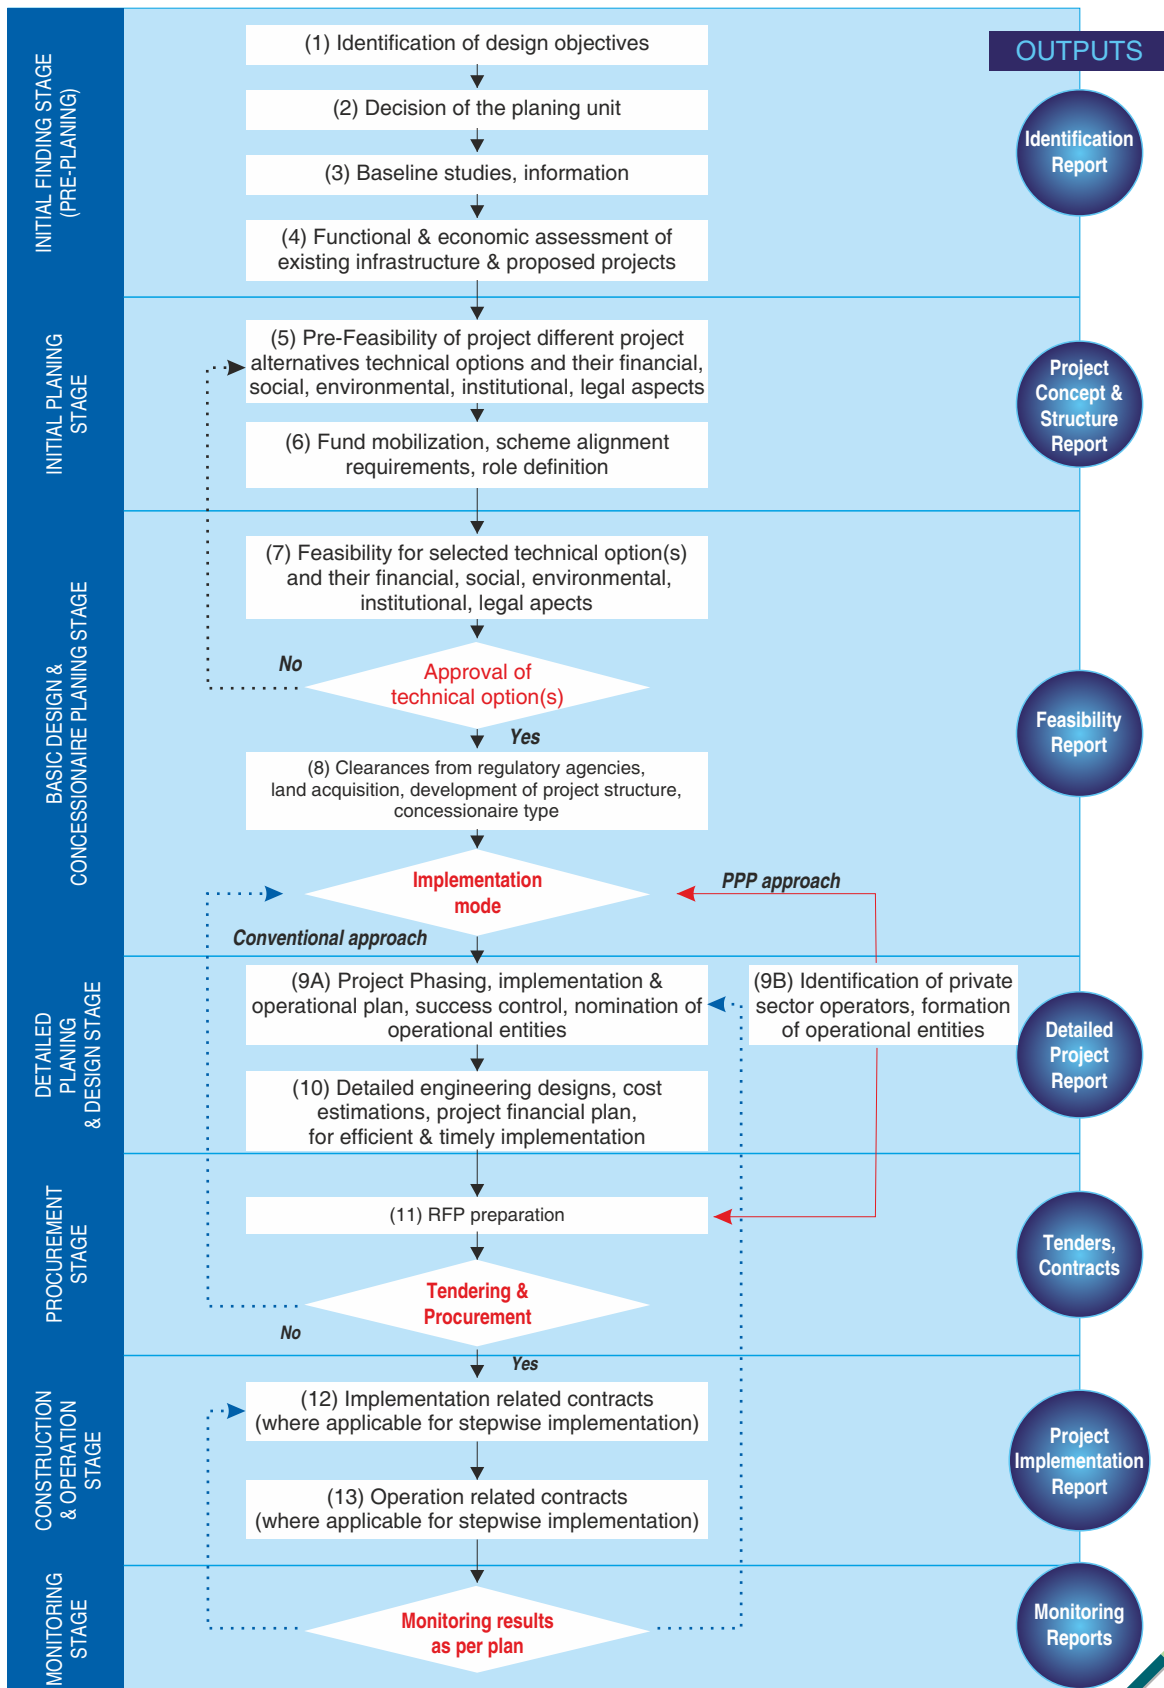 OUTPUTS
INITIAL FINDING STAGE
(PRE-PLANING)
(1) Identification of design objectives
(2) Decision of the planing unit
(3) Baseline studies, information
(4) Functional & economic assessment of
existing infrastructure & proposed projects
Identification
Report
INITIAL PLANING
STAGE
(5) Pre-Feasibility of project different project
alternatives technical options and their financial,
social, environmental, institutional, legal aspects
(6) Fund mobilization, scheme alignment
requirements, role definition
Project
Concept &
Structure
Report
BASIC DESIGN &
CONCESSIONAIRE PLANING STAGE
(7) Feasibility for selected technical option(s)
and their financial, social, environmental,
institutional, legal apects
No
Approval of
technical option(s)
Yes
(8) Clearances from regulatory agencies,
land acquisition, development of project structure,
concessionaire type
Feasibility
Report
Implementation
mode
PPP approach
Conventional approach
DETAILED
PLANING
& DESIGN STAGE
(9A) Project Phasing, implementation &
operational plan, success control, nomination of
operational entities
(9B) Identification of private
sector operators, formation
of operational entities
(10) Detailed engineering designs, cost
estimations, project financial plan,
for efficient & timely implementation
Detailed
Project
Report
PROCUREMENT
STAGE
(11) RFP preparation
Tendering &
Procurement
No
Yes
Tenders,
Contracts
CONSTRUCTION
& OPERATION
STAGE
(12) Implementation related contracts
(where applicable for stepwise implementation)
(13) Operation related contracts
(where applicable for stepwise implementation)
Project
Implementation
Report
MONITORING
STAGE
Monitoring results
as per plan
Monitoring
Reports